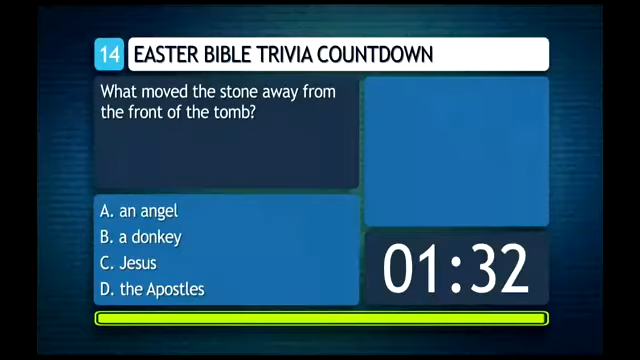 14 EASTER BIBLE TRIVIA COUNTDOWN
What moved the stone away from
the front of the tomb?
A. an angel
B. a donkey
C. Jesus
D. the Apostles
01:32